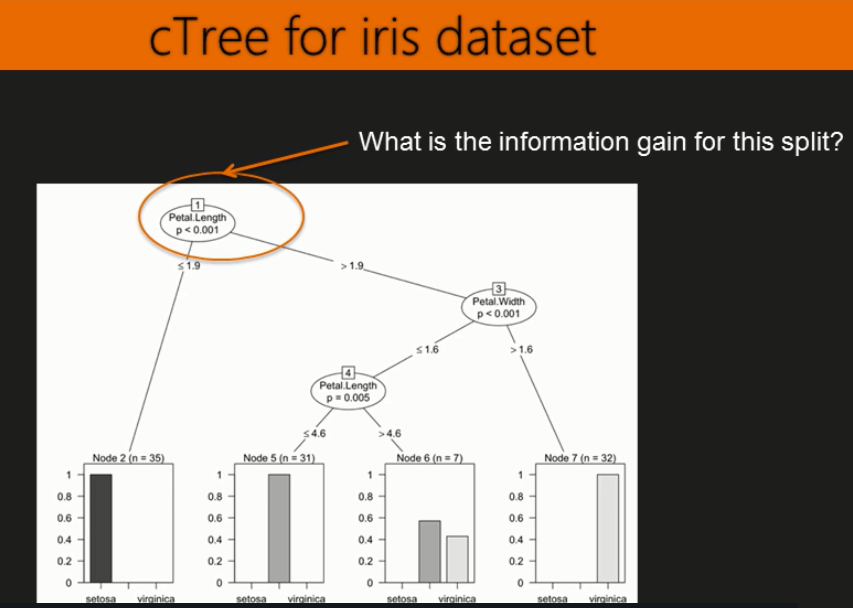 cTree for iris dataset
What is the information gain for this split?
1
Petal.Length
p < 0.001
≤ 1.9
> 1.9
3
Petal.Width
p < 0.001
≤ 1.6
> 1.6
4
Petal.Length
p = 0.005
≤ 4.6
> 4.6
Node 2 (n = 35)
1
0.8
0.6
0.4
0.2
0
setosa
virginica
Node 5 (n = 31)
1
0.8
0.6
0.4
0.2
0
setosa
virginica
Node 6 (n = 7)
1
0.8
0.6
0.4
0.2
0
setosa
virginica
Node 7 (n = 32)
1
0.8
0.6
0.4
0.2
0
setosa
virginica